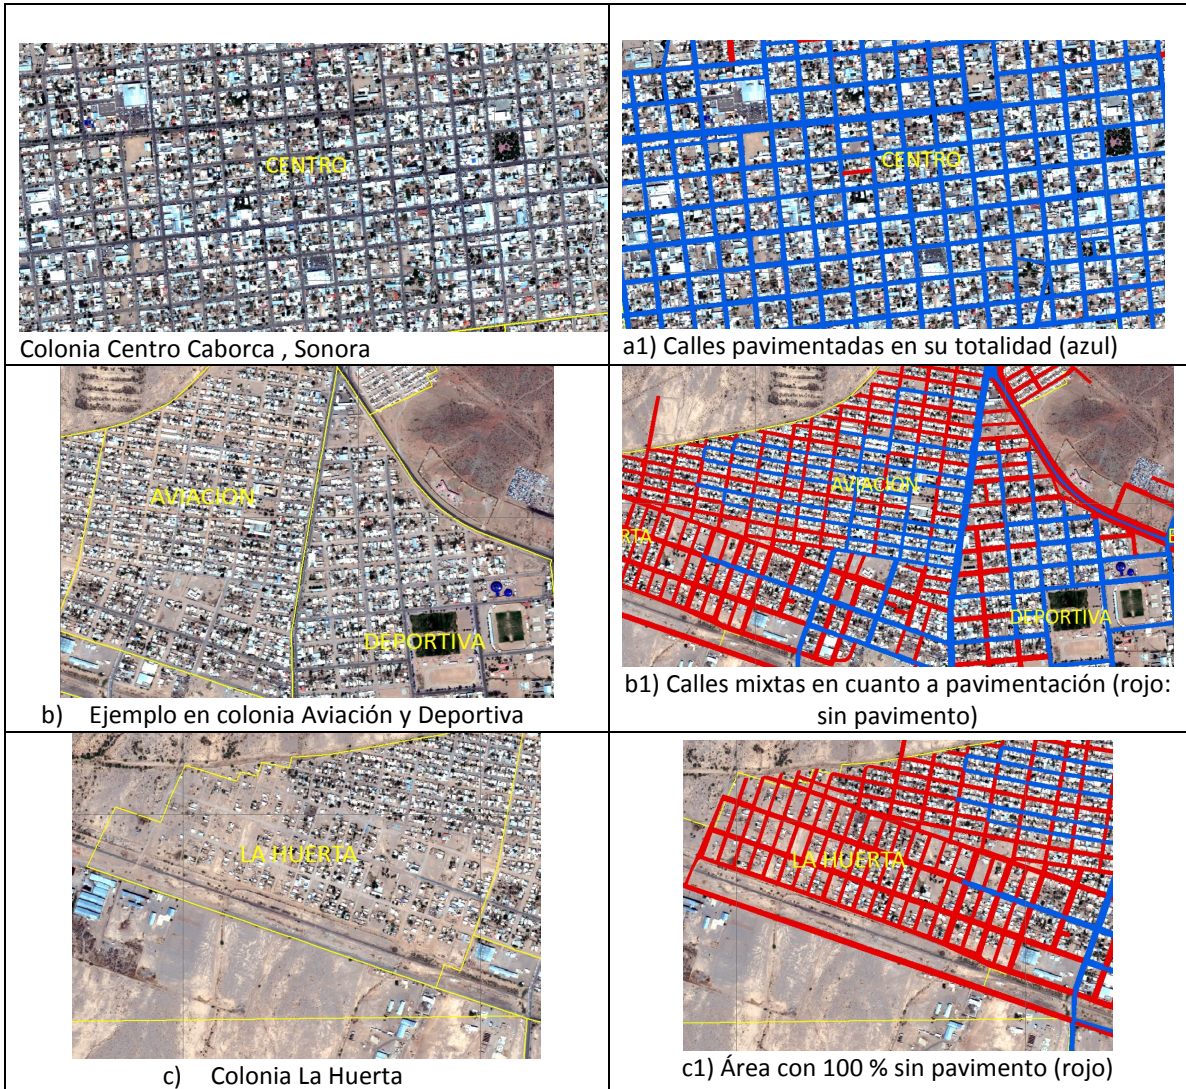 CENTRO
CENTRO
Colonia Centro Caborca , Sonora
a1) Calles pavimentadas en su totalidad (azul)
AVIACION
DEPORTIVA
AVIACION
RTA
DEPORTIVA
E
b) Ejemplo en colonia Aviación y Deportiva
b1) Calles mixtas en cuanto a pavimentación (rojo:
sin pavimento)
LA HUERTA
LA HUERTA
c) Colonia La Huerta
c1) Área con 100 % sin pavimento (rojo)